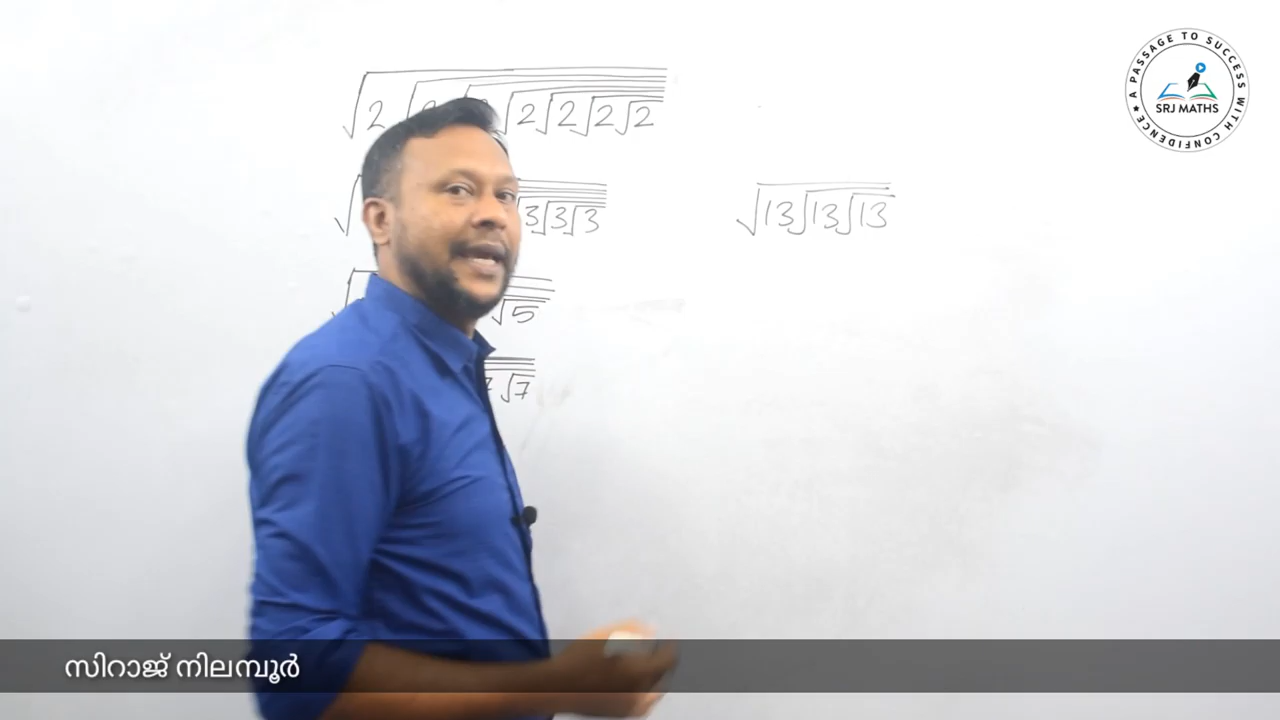 √2√2 √2√2√2√2
√ 3√3√3
√13√13√13
√ √5
√7
A PASSAGE TO SUCCESS WITH CONFIDENCE
SRJ MATHS
സിറാജ് നിലമ്പൂർ